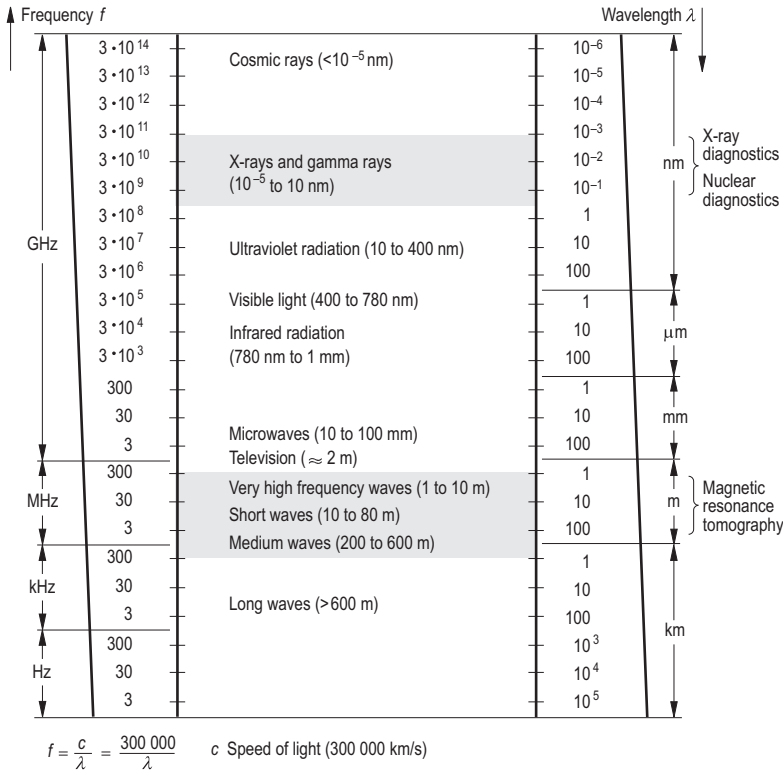 Frequency f Wavelength λ
3 • 10¹⁴ Cosmic rays (<10⁻⁵ nm) 10⁻⁶
3 • 10¹³ 10⁻⁵
3 • 10¹² 10⁻⁴
3 • 10¹¹ 10⁻³
3 • 10¹⁰ X-rays and gamma rays 10⁻² nm X-ray
diagnostics
3 • 10⁹ (10⁻⁵ to 10 nm) 10⁻¹ Nuclear
diagnostics
3 • 10⁸ 1
GHz 3 • 10⁷ Ultraviolet radiation (10 to 400 nm) 10
3 • 10⁶ 100
3 • 10⁵ Visible light (400 to 780 nm) 1
3 • 10⁴ Infrared radiation 10 μm
3 • 10³ (780 nm to 1 mm) 100
300 1
30 10 mm
3 Microwaves (10 to 100 mm) 100
Television (≈ 2 m)
300 Very high frequency waves (1 to 10 m) 1
MHz 30 Short waves (10 to 80 m) 10 m Magnetic
resonance
tomography
3 Medium waves (200 to 600 m) 100
300 1
kHz 30 Long waves (>600 m) 10
3 100 km
300 10³
Hz 30 10⁴
3 10⁵
f = c/λ = 300 000/λ c Speed of light (300 000 km/s)